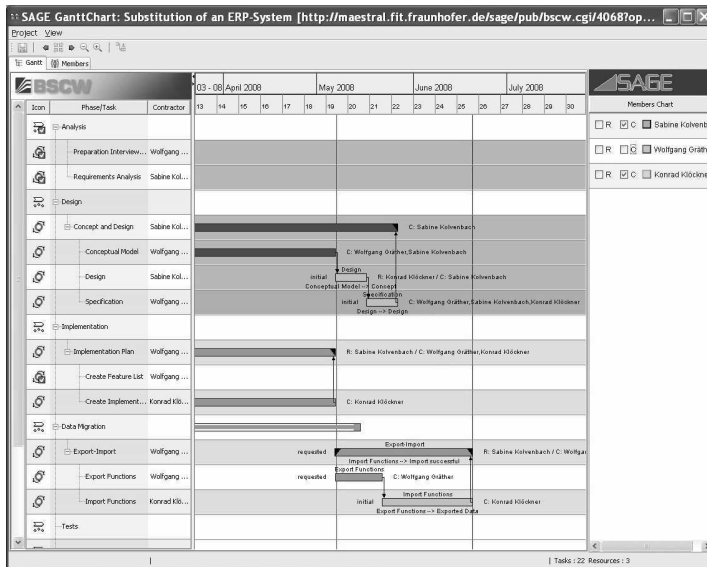 SAGE GanttChart: Substitution of an ERP-System [http://maestral.fit.fraunhofer.de/sage/pub/bscw.cgi/4068?op...
Project View
Gantt Members
BSCW
03 - 08 April 2008 May 2008 June 2008 July 2008
SAGE
Icon Phase/Task Contractor 13 14 15 16 17 18 19 20 21 22 23 24 25 26 27 28 29 30
Members Chart
Analysis
R C Sabine Kolvenb
Preparation Interview... Wolfgang ...
R C Wolfgang Gräth
Requirements Analysis Sabine Kol...
R C Konrad Klöckner
Design
Concept and Design Sabine Kol... C: Sabine Kolvenbach
Conceptual Model Wolfgang ... C: Wolfgang Gräther,Sabine Kolvenbach
Design
Design Sabine Kol... initial R: Konrad Klöckner / C: Sabine Kolvenbach
Conceptual Model --> Concept
Specification
Specification Wolfgang ... initial C: Wolfgang Gräther,Sabine Kolvenbach,Konrad Klöckner
Design --> Design
Implementation
Implementation Plan Wolfgang ... R: Sabine Kolvenbach / C: Wolfgang Gräther,Konrad Klöckner
Create Feature List Wolfgang ...
Create Implement... Konrad Klö... C: Konrad Klöckner
Data Migration
Export-Import
Export-Import Wolfgang ... requested R: Sabine Kolvenbach / C: Wolfga
Import Functions --> Import successful
Export Functions
Export Functions Wolfgang ... requested C: Wolfgang Gräther
Import Functions
Import Functions Konrad Klö... initial C: Konrad Klöckner
Export Functions --> Exported Data
Tests
Tasks : 22 Resources : 3